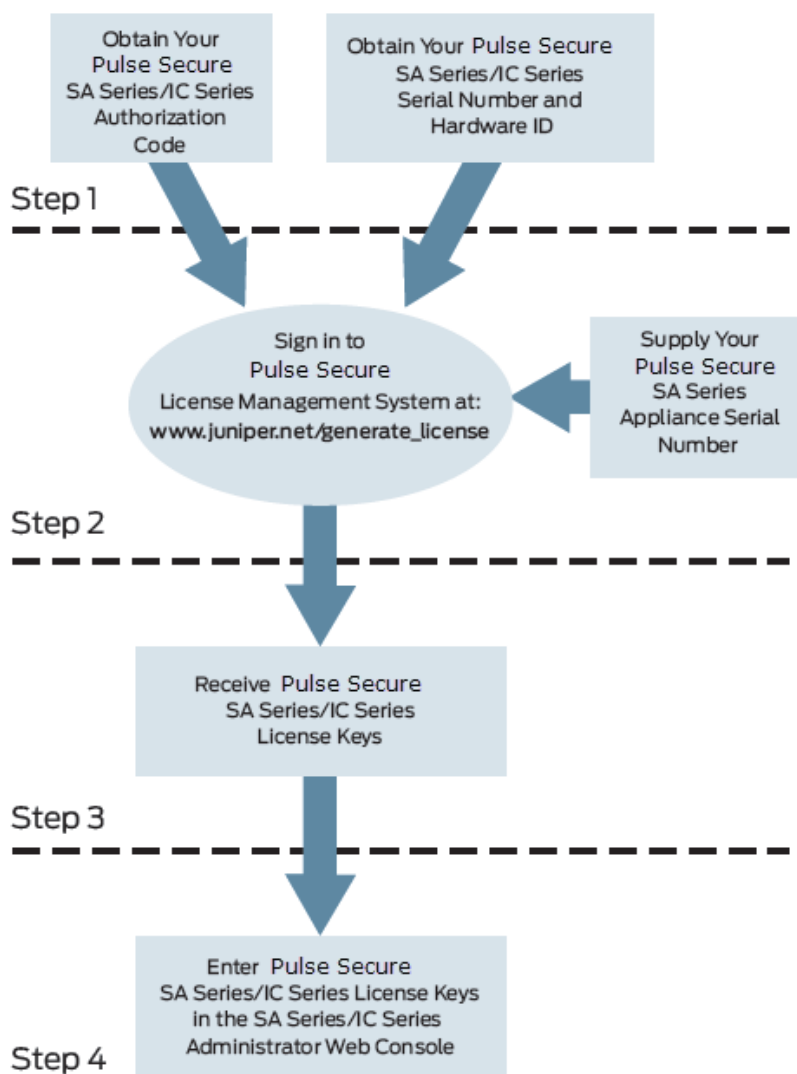 Obtain Your
Pulse Secure
SA Series/IC Series
Authorization
Code
Obtain Your Pulse Secure
SA Series/IC Series
Serial Number and
Hardware ID
Step 1
Sign in to
Pulse Secure
License Management System at:
www.juniper.net/generate_license
Supply Your
Pulse Secure
SA Series
Appliance Serial
Number
Step 2
Receive Pulse Secure
SA Series/IC Series
License Keys
Step 3
Enter Pulse Secure
SA Series/IC Series License Keys
in the SA Series/IC Series
Administrator Web Console
Step 4